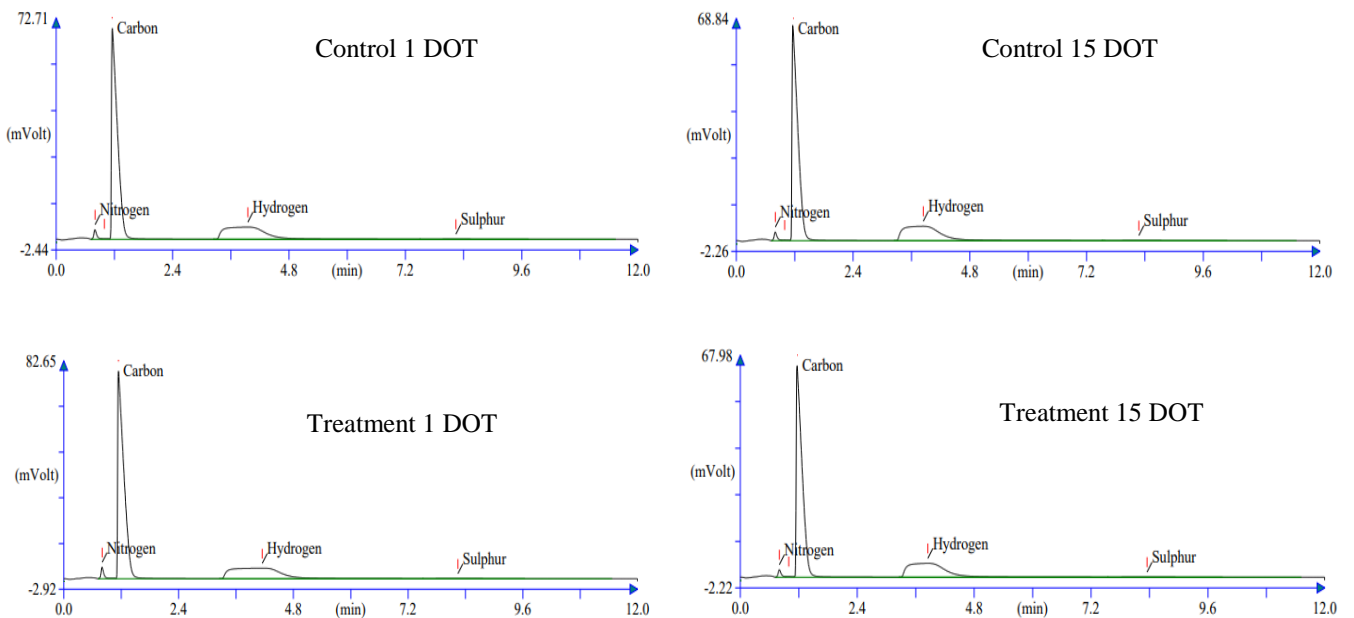 72.71
Carbon
Control 1 DOT
(mVolt)
Nitrogen
Hydrogen
Sulphur
-2.44
0.0 2.4 4.8 (min) 7.2 9.6 12.0
68.84
Carbon
Control 15 DOT
(mVolt)
Nitrogen
Hydrogen
Sulphur
-2.26
0.0 2.4 4.8 (min) 7.2 9.6 12.0
82.65
Carbon
Treatment 1 DOT
(mVolt)
Nitrogen
Hydrogen
Sulphur
-2.92
0.0 2.4 4.8 (min) 7.2 9.6 12.0
67.98
Carbon
Treatment 15 DOT
(mVolt)
Nitrogen
Hydrogen
Sulphur
-2.22
0.0 2.4 4.8 (min) 7.2 9.6 12.0